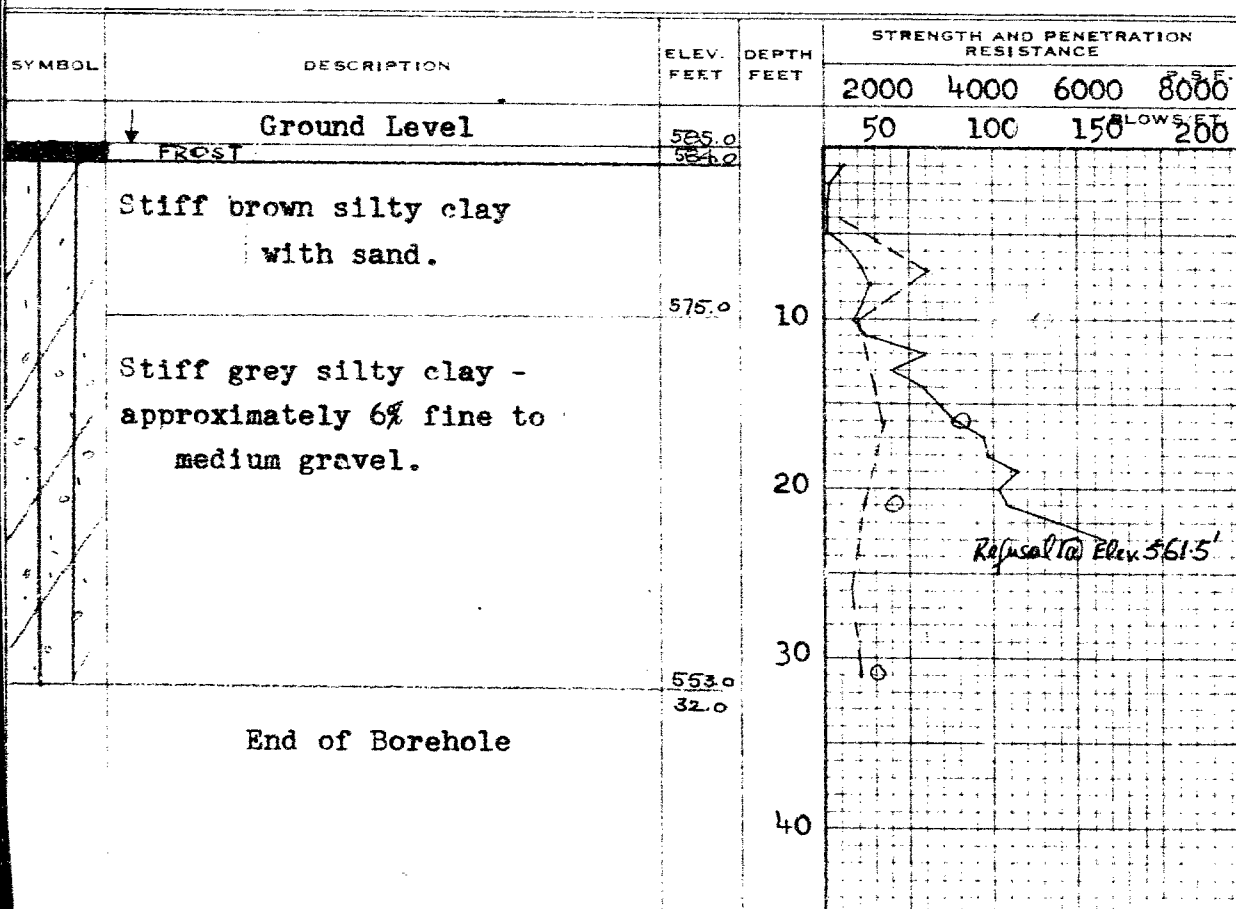 SYMBOL
DESCRIPTION
ELEV.
FEET
DEPTH
FEET
STRENGTH AND PENETRATION
RESISTANCE
P.S.F.
2000 4000 6000 8000
BLOWS/FT.
50 100 150 200
Ground Level
585.0
FROST
584.0
Stiff brown silty clay
with sand.
575.0
10
Stiff grey silty clay -
approximately 6% fine to
medium gravel.
20
Refusal @ Elev. 561.5'
30
553.0
32.0
End of Borehole
40